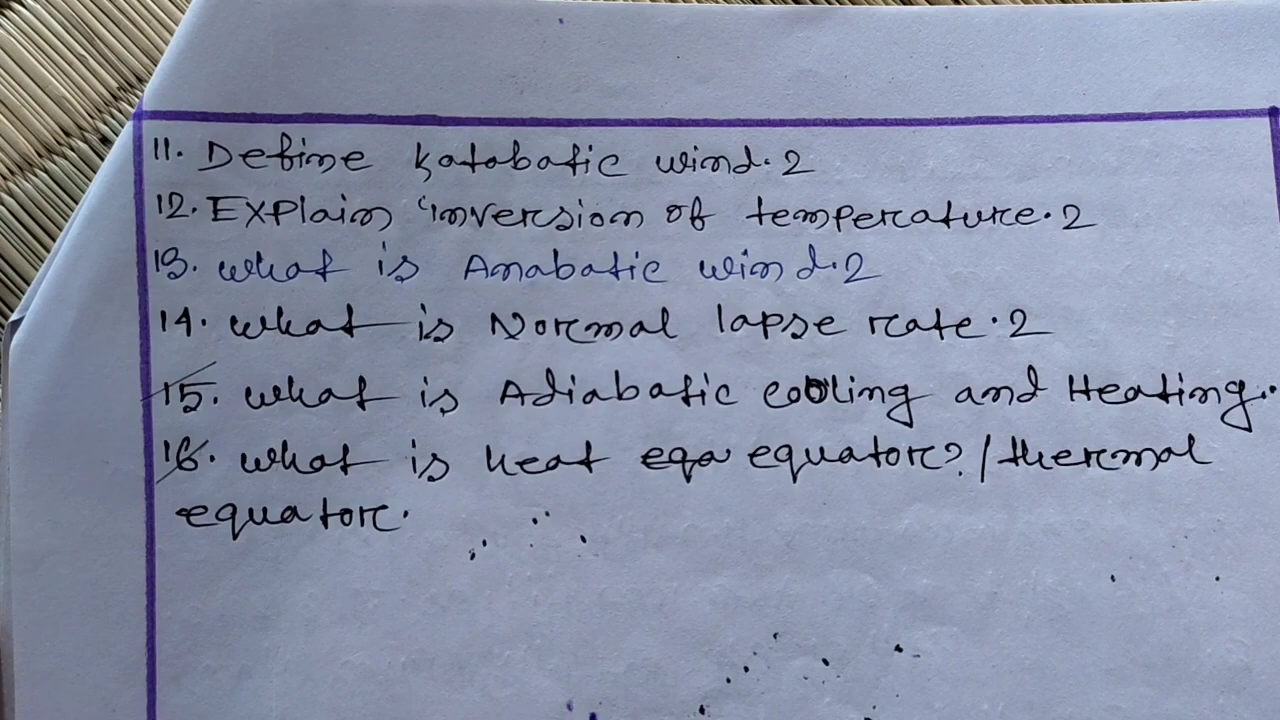 11. Define katabatic wind. 2
12. Explain inversion of temperature. 2
13. what is Anabatic wind. 2
14. what is Normal lapse rate. 2
15. what is Adiabatic cooling and Heating.
16. what is heat eqa equator? / thermal
equator.